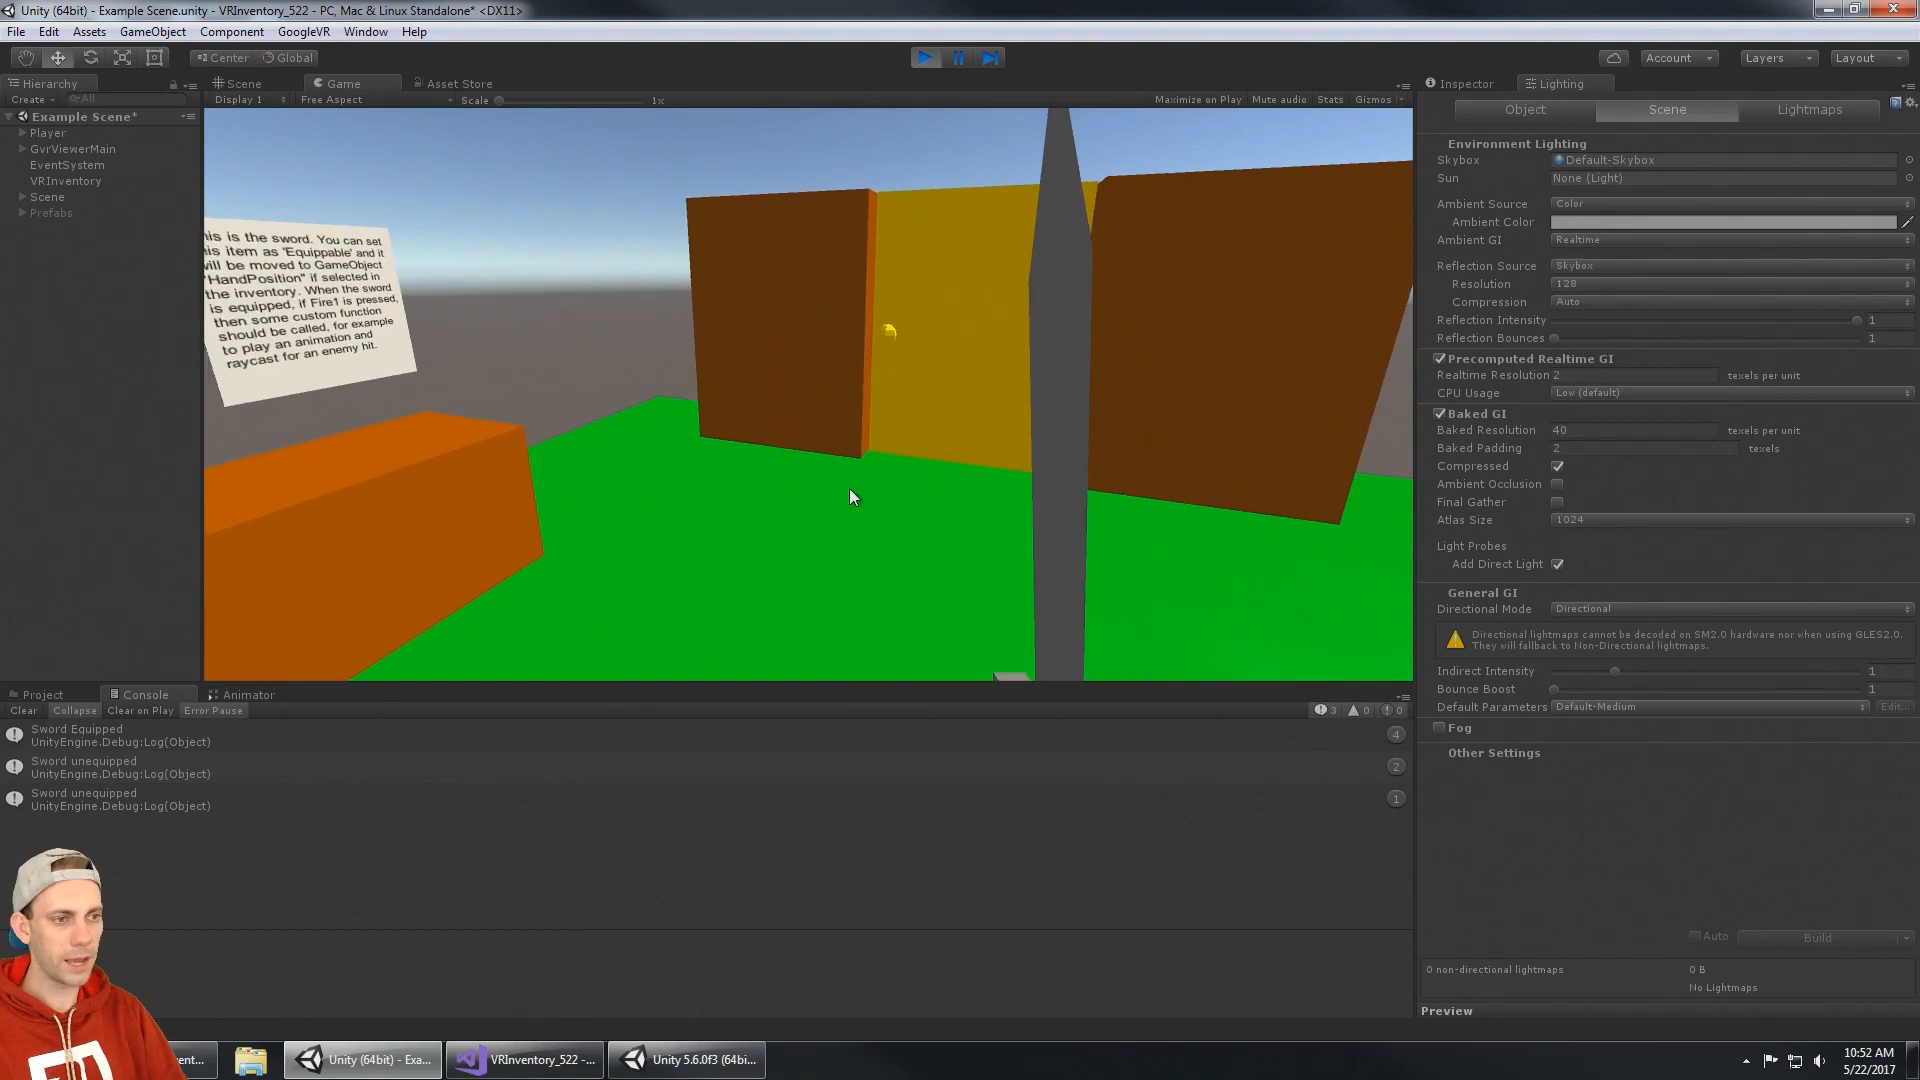 Unity (64bit) - Example Scene.unity - VRInventory_522 - PC, Mac & Linux Standalone* <DX11>
File Edit Assets GameObject Component GoogleVR Window Help
Center Global
Account Layers Layout
Hierarchy
Scene Game Asset Store
Inspector Lighting
Create All
Display 1 Free Aspect Scale 1x Maximize on Play Mute audio Stats Gizmos
Object Scene Lightmaps
Example Scene*
Player
GvrViewerMain
EventSystem
VRInventory
Scene
Prefabs
his is the sword. You can set
his item as 'Equippable' and it
will be moved to GameObject
"HandPosition" if selected in
the inventory. When the sword
is equipped, if Fire1 is pressed,
then some custom function
should be called, for example
to play an animation and
raycast for an enemy hit.
Environment Lighting
Skybox Default-Skybox
Sun None (Light)
Ambient Source Color
Ambient Color
Ambient GI Realtime
Reflection Source Skybox
Resolution 128
Compression Auto
Reflection Intensity 1
Reflection Bounces 1
Precomputed Realtime GI
Realtime Resolution 2 texels per unit
CPU Usage Low (default)
Baked GI
Baked Resolution 40 texels per unit
Baked Padding 2 texels
Compressed
Ambient Occlusion
Final Gather
Atlas Size 1024
Light Probes
Add Direct Light
General GI
Directional Mode Directional
Directional lightmaps cannot be decoded on SM2.0 hardware nor when using GLES2.0.
They will fallback to Non-Directional lightmaps.
Indirect Intensity 1
Bounce Boost 1
Default Parameters Default-Medium Edit...
Fog
Other Settings
Auto Build
0 non-directional lightmaps 0 B
No Lightmaps
Preview
Project Console Animator
Clear Collapse Clear on Play Error Pause 3 0 0
Sword Equipped
UnityEngine.Debug:Log(Object) 4
Sword unequipped
UnityEngine.Debug:Log(Object) 2
Sword unequipped
UnityEngine.Debug:Log(Object) 1
ent... Unity (64bit) - Exa... VRInventory_522 -... Unity 5.6.0f3 (64bi...
10:52 AM
5/22/2017